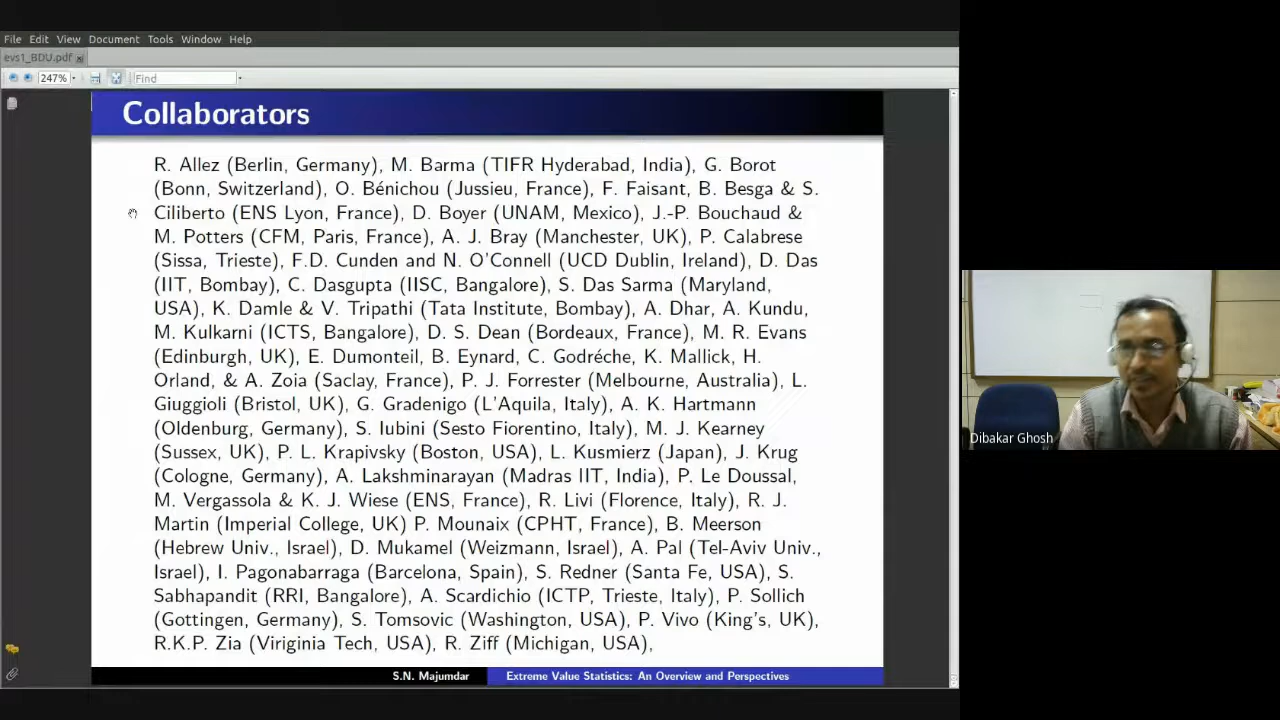 File Edit View Document Tools Window Help
evs1_BDU.pdf
247% Find
Collaborators
R. Allez (Berlin, Germany), M. Barma (TIFR Hyderabad, India), G. Borot
(Bonn, Switzerland), O. Bénichou (Jussieu, France), F. Faisant, B. Besga & S.
Ciliberto (ENS Lyon, France), D. Boyer (UNAM, Mexico), J.-P. Bouchaud &
M. Potters (CFM, Paris, France), A. J. Bray (Manchester, UK), P. Calabrese
(Sissa, Trieste), F.D. Cunden and N. O'Connell (UCD Dublin, Ireland), D. Das
(IIT, Bombay), C. Dasgupta (IISC, Bangalore), S. Das Sarma (Maryland,
USA), K. Damle & V. Tripathi (Tata Institute, Bombay), A. Dhar, A. Kundu,
M. Kulkarni (ICTS, Bangalore), D. S. Dean (Bordeaux, France), M. R. Evans
(Edinburgh, UK), E. Dumonteil, B. Eynard, C. Godréche, K. Mallick, H.
Orland, & A. Zoia (Saclay, France), P. J. Forrester (Melbourne, Australia), L.
Giuggioli (Bristol, UK), G. Gradenigo (L'Aquila, Italy), A. K. Hartmann
(Oldenburg, Germany), S. Iubini (Sesto Fiorentino, Italy), M. J. Kearney
(Sussex, UK), P. L. Krapivsky (Boston, USA), L. Kusmierz (Japan), J. Krug
(Cologne, Germany), A. Lakshminarayan (Madras IIT, India), P. Le Doussal,
M. Vergassola & K. J. Wiese (ENS, France), R. Livi (Florence, Italy), R. J.
Martin (Imperial College, UK) P. Mounaix (CPHT, France), B. Meerson
(Hebrew Univ., Israel), D. Mukamel (Weizmann, Israel), A. Pal (Tel-Aviv Univ.,
Israel), I. Pagonabarraga (Barcelona, Spain), S. Redner (Santa Fe, USA), S.
Sabhapandit (RRI, Bangalore), A. Scardichio (ICTP, Trieste, Italy), P. Sollich
(Gottingen, Germany), S. Tomsovic (Washington, USA), P. Vivo (King's, UK),
R.K.P. Zia (Viriginia Tech, USA), R. Ziff (Michigan, USA),
S.N. Majumdar Extreme Value Statistics: An Overview and Perspectives
Dibakar Ghosh